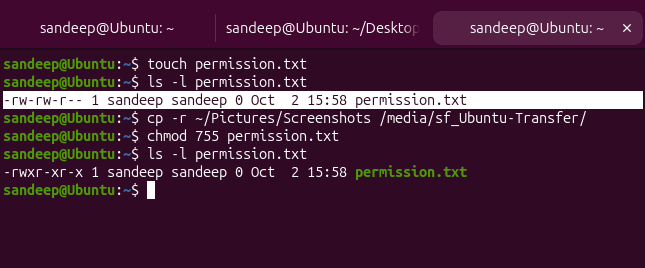 sandeep@Ubuntu: ~
sandeep@Ubuntu: ~/Desktop
sandeep@Ubuntu: ~ ×
sandeep@Ubuntu:~$ touch permission.txt
sandeep@Ubuntu:~$ ls -l permission.txt
-rw-rw-r-- 1 sandeep sandeep 0 Oct  2 15:58 permission.txt
sandeep@Ubuntu:~$ cp -r ~/Pictures/Screenshots /media/sf_Ubuntu-Transfer/
sandeep@Ubuntu:~$ chmod 755 permission.txt
sandeep@Ubuntu:~$ ls -l permission.txt
-rwxr-xr-x 1 sandeep sandeep 0 Oct  2 15:58 permission.txt
sandeep@Ubuntu:~$